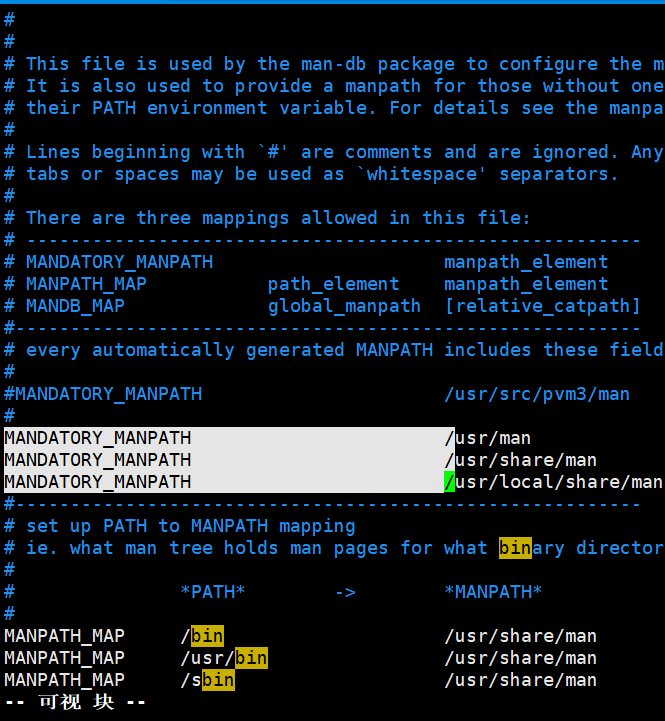 #
#
# This file is used by the man-db package to configure the m
# It is also used to provide a manpath for those without one
# their PATH environment variable. For details see the manpa
#
# Lines beginning with `#' are comments and are ignored. Any
# tabs or spaces may be used as `whitespace' separators.
#
# There are three mappings allowed in this file:
# --------------------------------------------------------
# MANDATORY_MANPATH                     manpath_element
# MANPATH_MAP           path_element    manpath_element
# MANDB_MAP             global_manpath  [relative_catpath]
#---------------------------------------------------------
# every automatically generated MANPATH includes these field
#
#MANDATORY_MANPATH                      /usr/src/pvm3/man
#
MANDATORY_MANPATH                       /usr/man
MANDATORY_MANPATH                       /usr/share/man
MANDATORY_MANPATH                       /usr/local/share/man
#---------------------------------------------------------
# set up PATH to MANPATH mapping
# ie. what man tree holds man pages for what binary director
#
#               *PATH*        ->        *MANPATH*
#
MANPATH_MAP     /bin                    /usr/share/man
MANPATH_MAP     /usr/bin                /usr/share/man
MANPATH_MAP     /sbin                   /usr/share/man
-- 可视 块 --